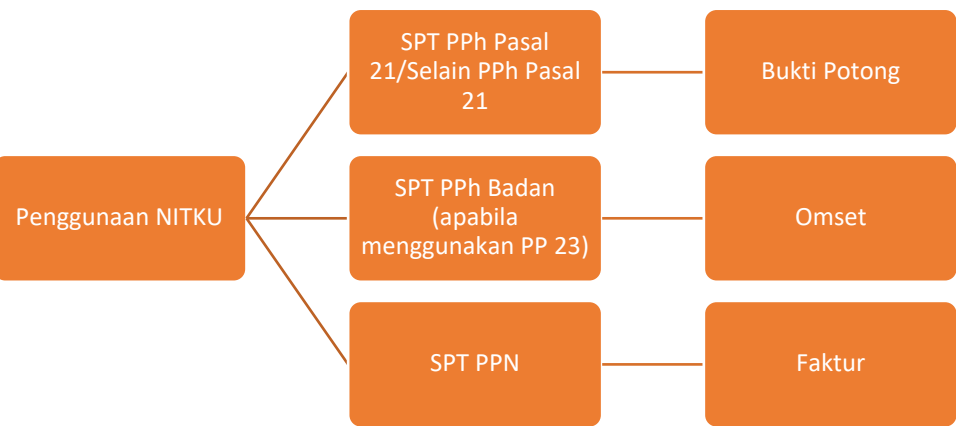 SPT PPh Pasal
21/Selain PPh Pasal
21
Bukti Potong
Penggunaan NITKU
SPT PPh Badan
(apabila
menggunakan PP 23)
Omset
SPT PPN
Faktur